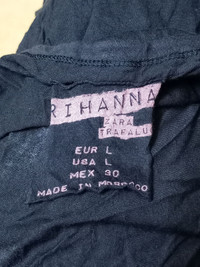 RIHANNA
ZARA
TRAFALUC
EUR L
USA L
MEX 30
MADE IN MOROCCO